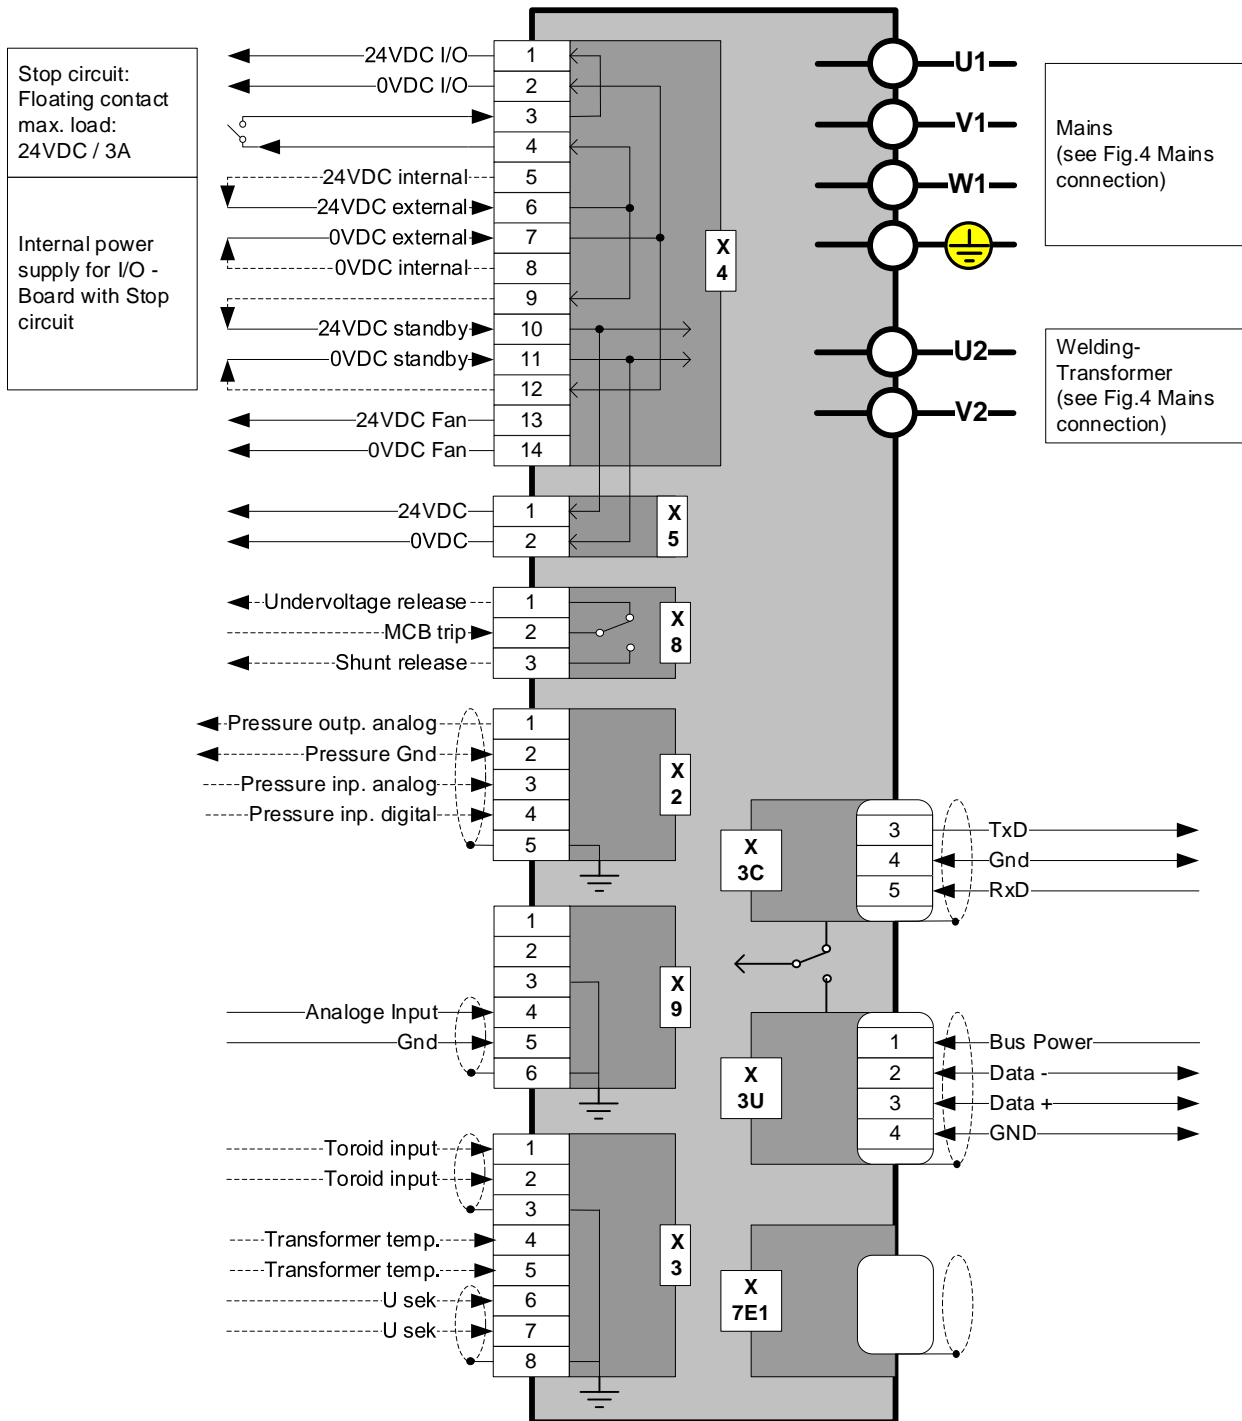 Stop circuit:
Floating contact
max. load:
24VDC / 3A
Internal power
supply for I/O -
Board with Stop
circuit
24VDC I/O 1
0VDC I/O 2
3
4
24VDC internal 5
24VDC external 6
0VDC external 7
0VDC internal 8
9
24VDC standby 10
0VDC standby 11
12
24VDC Fan 13
0VDC Fan 14
X
4
24VDC 1
0VDC 2
X
5
Undervoltage release 1
MCB trip 2
Shunt release 3
X
8
Pressure outp. analog 1
Pressure Gnd 2
Pressure inp. analog 3
Pressure inp. digital 4
5
X
2
1
2
3
Analoge Input 4
Gnd 5
6
X
9
Toroid input 1
Toroid input 2
3
Transformer temp. 4
Transformer temp. 5
U sek 6
U sek 7
8
X
3
U1
V1
W1
Mains
(see Fig.4 Mains
connection)
U2
V2
Welding-
Transformer
(see Fig.4 Mains
connection)
X
3C
3 TxD
4 Gnd
5 RxD
X
3U
1 Bus Power
2 Data -
3 Data +
4 GND
X
7E1